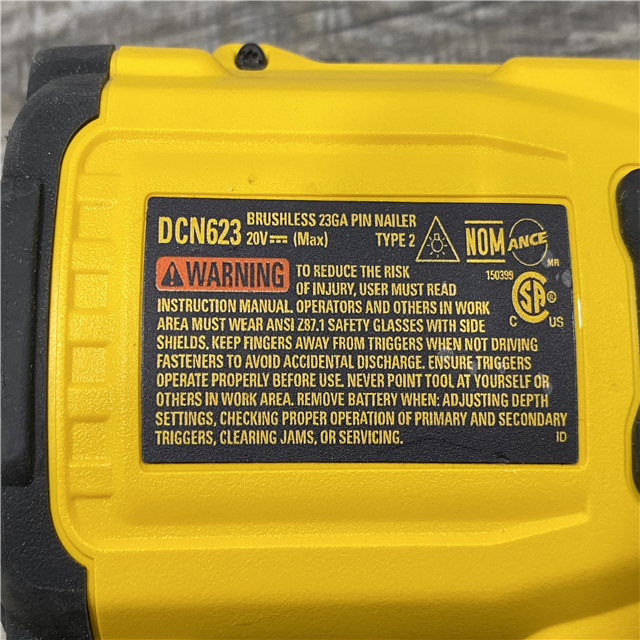 DCN623 BRUSHLESS 23GA PIN NAILER
20V⎓ (Max) TYPE 2
NOM ANCE MR
150399
SA
C US
WARNING TO REDUCE THE RISK
OF INJURY, USER MUST READ
INSTRUCTION MANUAL. OPERATORS AND OTHERS IN WORK
AREA MUST WEAR ANSI Z87.1 SAFETY GLASSES WITH SIDE
SHIELDS. KEEP FINGERS AWAY FROM TRIGGERS WHEN NOT DRIVING
FASTENERS TO AVOID ACCIDENTAL DISCHARGE. ENSURE TRIGGERS
OPERATE PROPERLY BEFORE USE. NEVER POINT TOOL AT YOURSELF OR
OTHERS IN WORK AREA. REMOVE BATTERY WHEN: ADJUSTING DEPTH
SETTINGS, CHECKING PROPER OPERATION OF PRIMARY AND SECONDARY
TRIGGERS, CLEARING JAMS, OR SERVICING.
ID